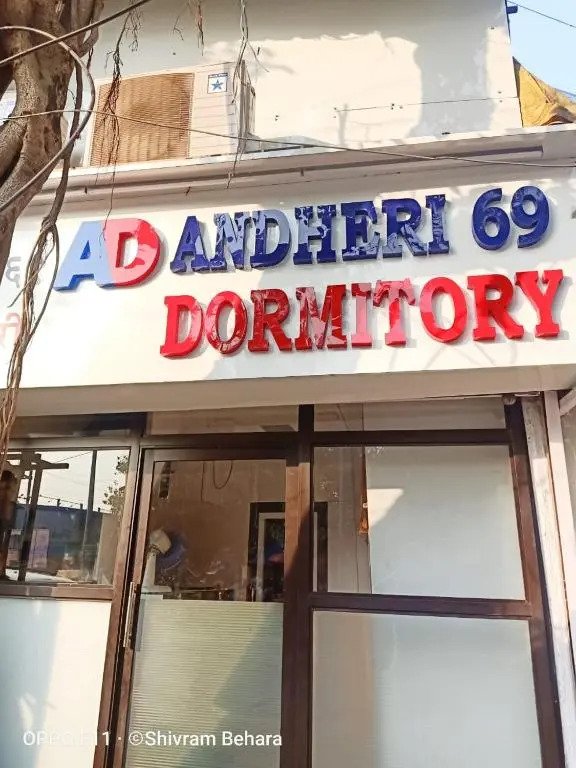 AD ANDHERI 69
DORMITORY
OPPO F11 · ©Shivram Behara